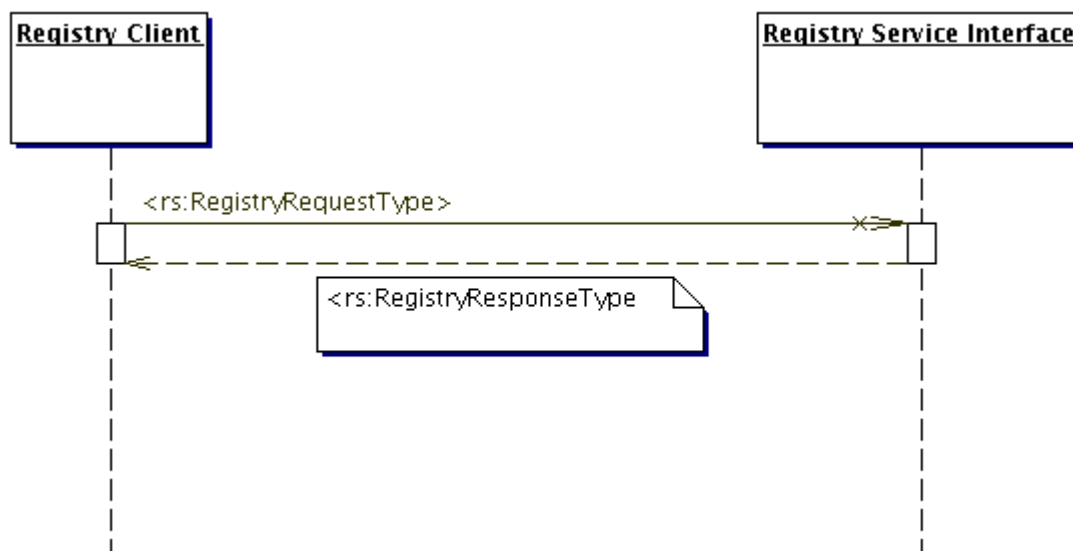 Registry Client
Registry Service Interface
<rs:RegistryRequestType>
<rs:RegistryResponseType